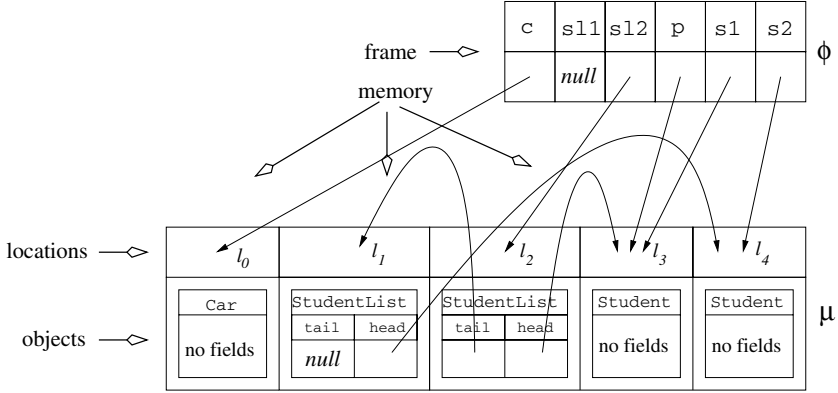 c sl1 sl2 p s1 s2
frame
null
ϕ
memory
locations
l0 l1 l2 l3 l4
Car StudentList StudentList Student Student
tail head tail head
objects
no fields null no fields no fields
μ